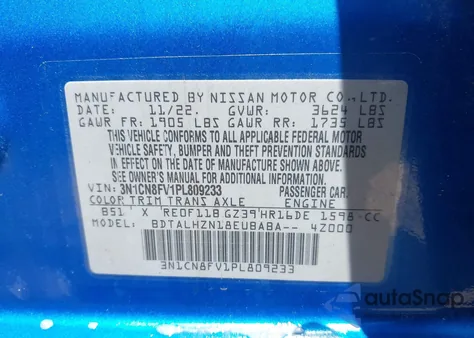 MANUFACTURED BY NISSAN MOTOR CO.,LTD.
DATE: 11/22. GVWR: 3624 LBS
GAWR FR: 1905 LBS GAWR RR: 1735 LBS
THIS VEHICLE CONFORMS TO ALL APPLICABLE FEDERAL MOTOR
VEHICLE SAFETY, BUMPER AND THEFT PREVENTION STANDARDS
IN EFFECT ON THE DATE OF MANUFACTURE SHOWN ABOVE.
SEE OWNER'S MANUAL FOR ADDITIONAL INFORMATION
VIN: 3N1CN8FV1PL809233 PASSENGER CAR.
COLOR TRIM TRANS AXLE ENGINE
B51 X RE0F11B GZ39 HR16DE 1598 CC
MODEL: BDTALHZN18EUBABA-- 4Z000
3N1CN8FV1PL809233
autoSnap